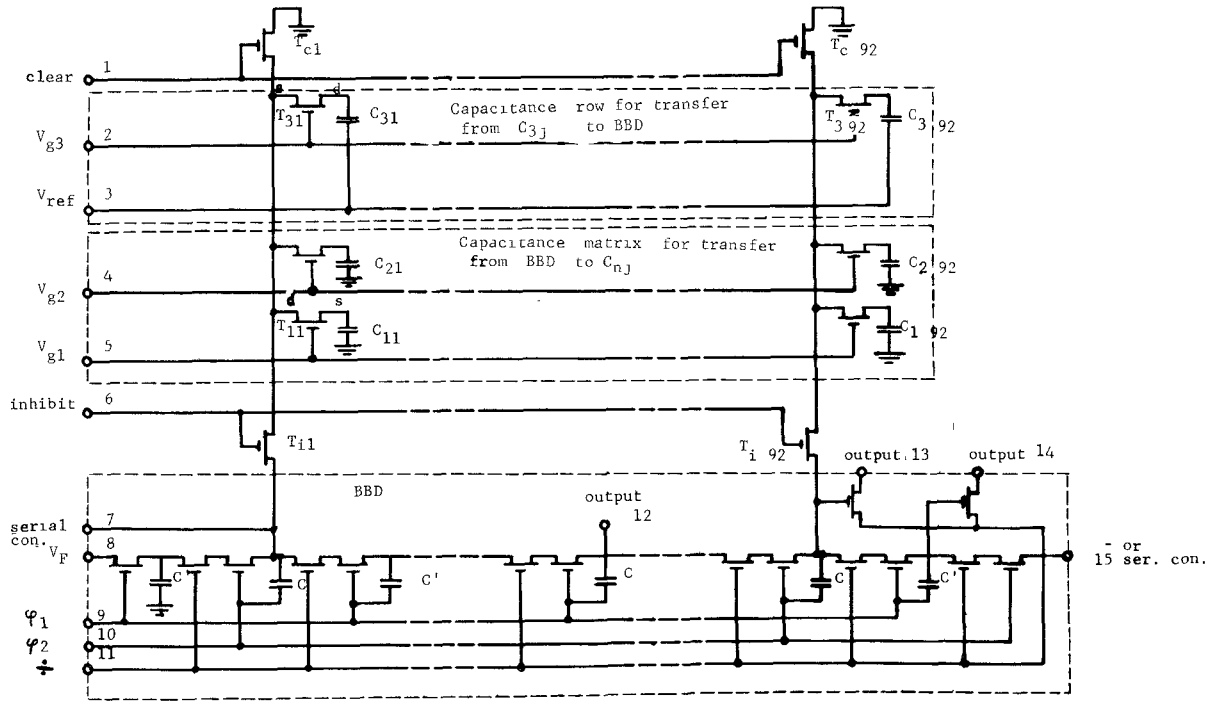 T_c1
T_c 92
clear 1
s d
Capacitance row for transfer
from C_3j to BBD
T_31 C_31
T_3 92 C_3 92
V_g3 2
V_ref 3
Capacitance matrix for transfer
from BBD to C_nj
C_21 C_2 92
V_g2 4
d s
T_11 C_11 C_1 92
V_g1 5
inhibit 6
T_i1 T_i 92
output 13 output 14
BBD
output
12
serial 7
con.
V_F 8
- or
15 ser. con.
C' C C' C C C'
φ_1 9
φ_2 10
÷ 11